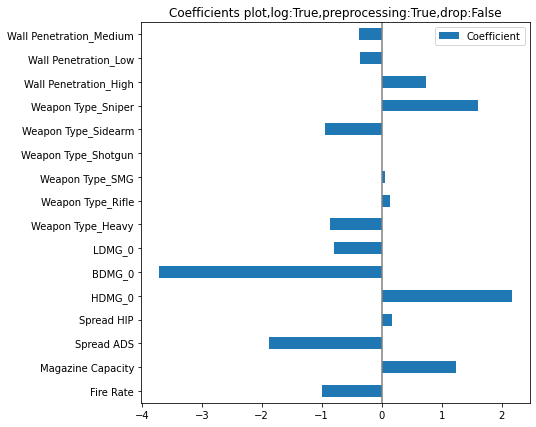 Coefficients plot,log:True,preprocessing:True,drop:False
Coefficient
Wall Penetration_Medium
Wall Penetration_Low
Wall Penetration_High
Weapon Type_Sniper
Weapon Type_Sidearm
Weapon Type_Shotgun
Weapon Type_SMG
Weapon Type_Rifle
Weapon Type_Heavy
LDMG_0
BDMG_0
HDMG_0
Spread HIP
Spread ADS
Magazine Capacity
Fire Rate
−4 −3 −2 −1 0 1 2